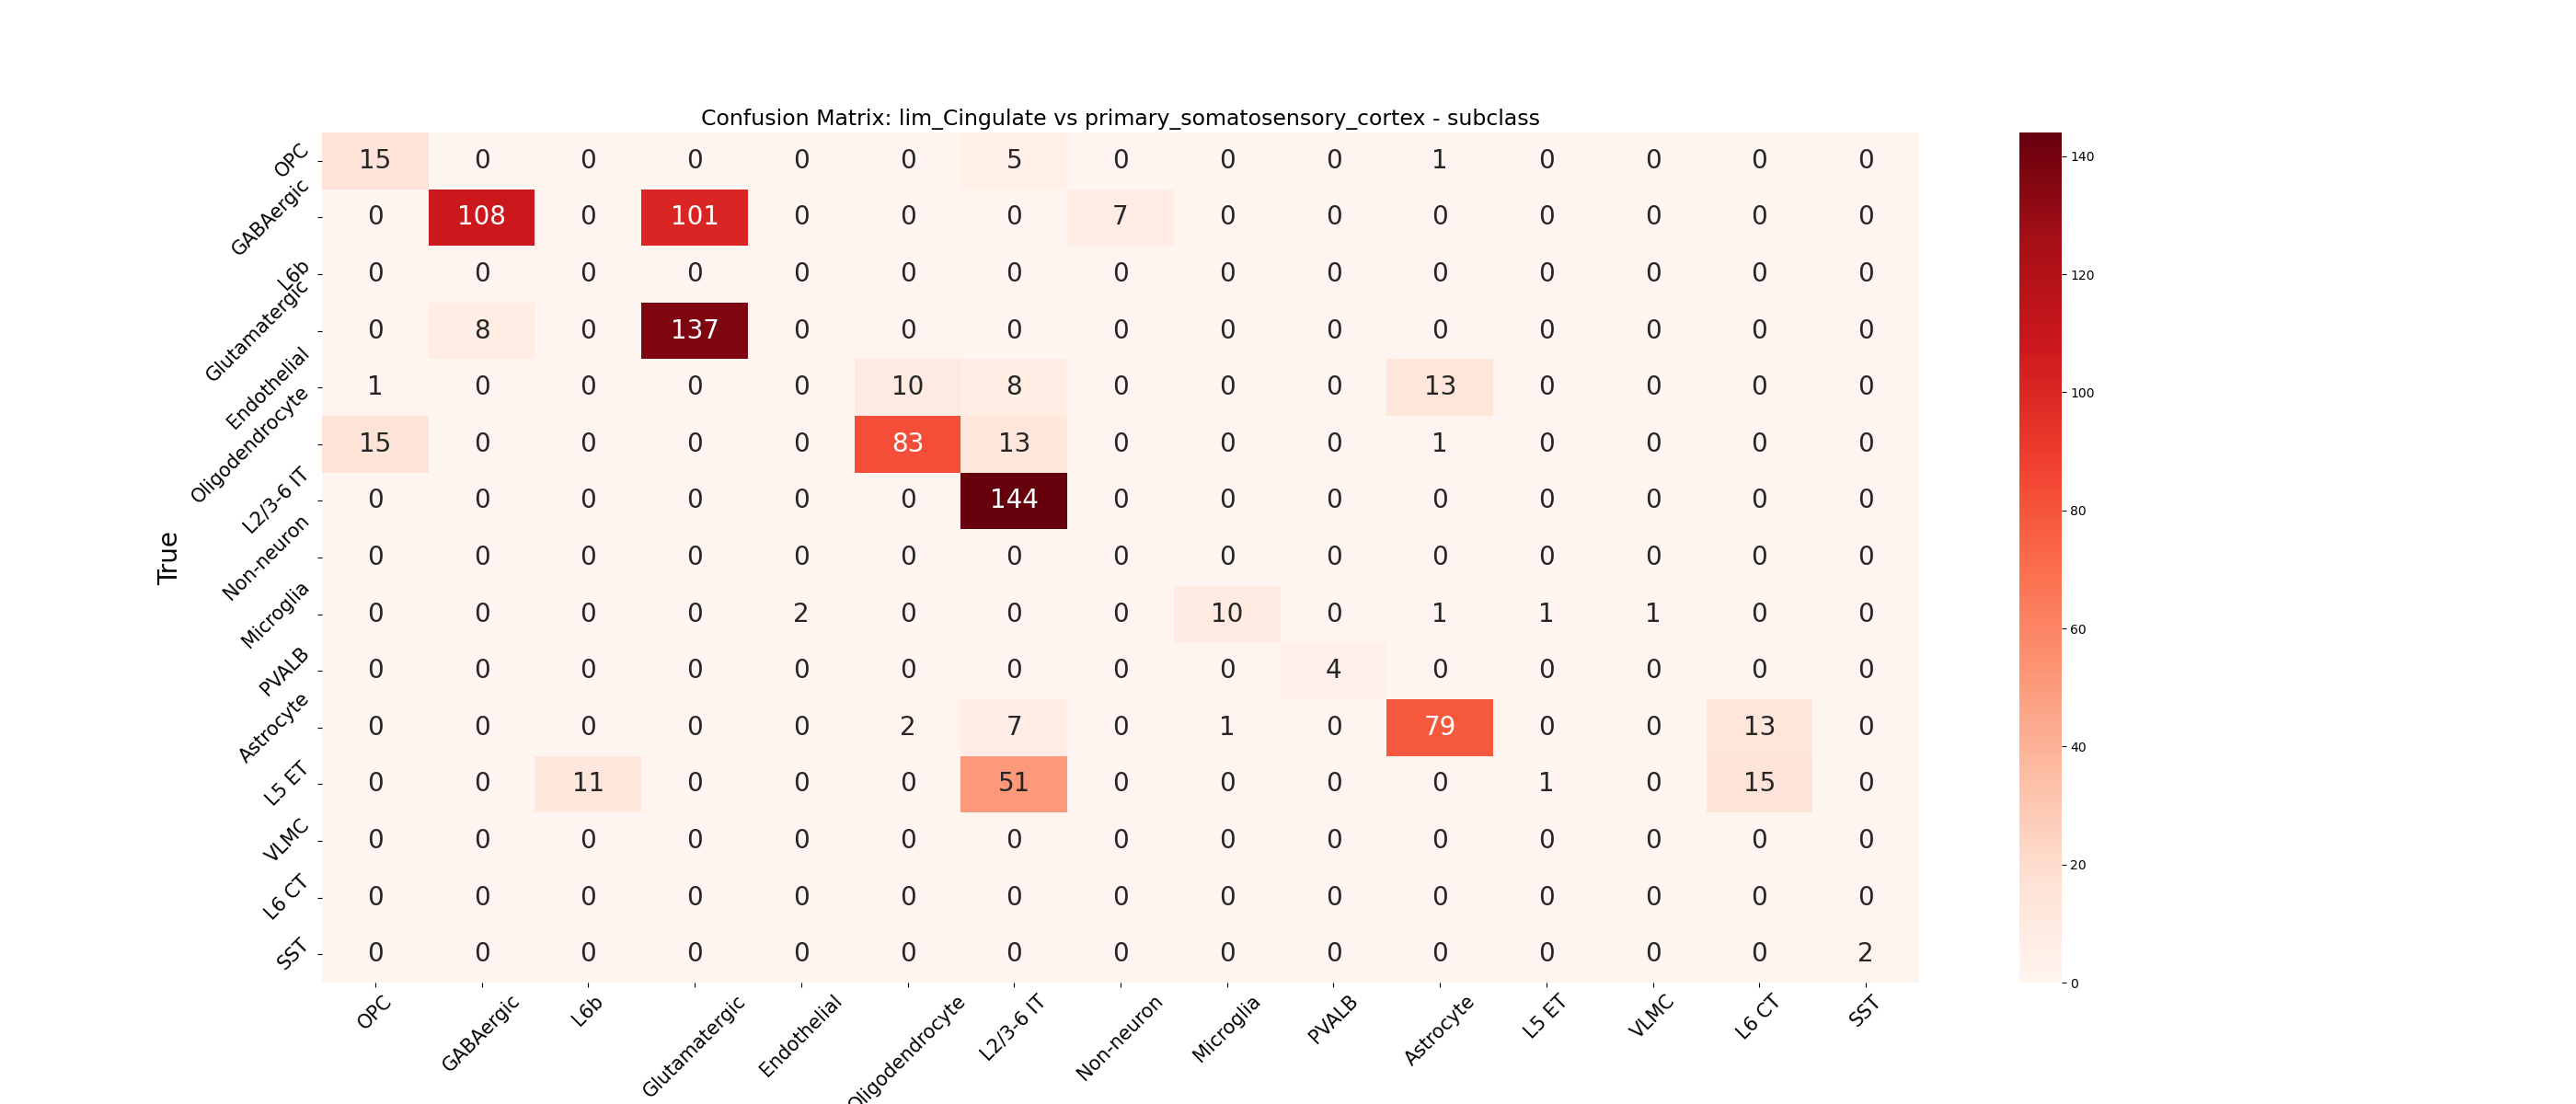 Confusion Matrix: lim_Cingulate vs primary_somatosensory_cortex - subclass
True
OPC 15 0 0 0 0 0 5 0 0 0 1 0 0 0 0
GABAergic 0 108 0 101 0 0 0 7 0 0 0 0 0 0 0
L6b 0 0 0 0 0 0 0 0 0 0 0 0 0 0 0
Glutamatergic 0 8 0 137 0 0 0 0 0 0 0 0 0 0 0
Endothelial 1 0 0 0 0 10 8 0 0 0 13 0 0 0 0
Oligodendrocyte 15 0 0 0 0 83 13 0 0 0 1 0 0 0 0
L2/3-6 IT 0 0 0 0 0 0 144 0 0 0 0 0 0 0 0
Non-neuron 0 0 0 0 0 0 0 0 0 0 0 0 0 0 0
Microglia 0 0 0 0 2 0 0 0 10 0 1 1 1 0 0
PVALB 0 0 0 0 0 0 0 0 0 4 0 0 0 0 0
Astrocyte 0 0 0 0 0 2 7 0 1 0 79 0 0 13 0
L5 ET 0 0 11 0 0 0 51 0 0 0 0 1 0 15 0
VLMC 0 0 0 0 0 0 0 0 0 0 0 0 0 0 0
L6 CT 0 0 0 0 0 0 0 0 0 0 0 0 0 0 0
SST 0 0 0 0 0 0 0 0 0 0 0 0 0 0 2
OPC GABAergic L6b Glutamatergic Endothelial Oligodendrocyte L2/3-6 IT Non-neuron Microglia PVALB Astrocyte L5 ET VLMC L6 CT SST
140
120
100
80
60
40
20
0